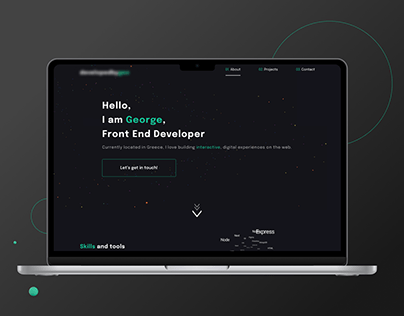 01 About 02 Projects 03 Contact
Hello,
I am George,
Front End Developer
Currently located in Greece, I love building interactive, digital experiences on the web.
Let's get in touch!
Skills and tools
Express
Node